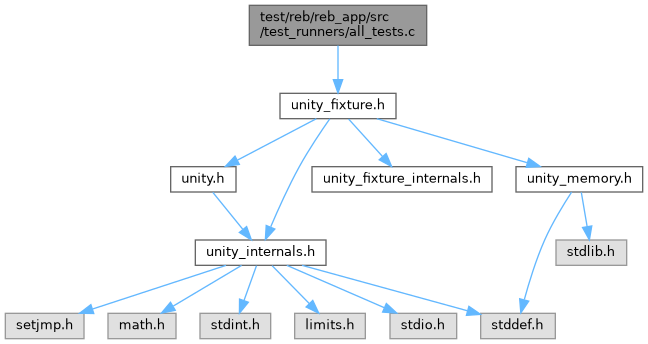 test/reb/reb_app/src
/test_runners/all_tests.c
unity_fixture.h
unity.h
unity_fixture_internals.h
unity_memory.h
unity_internals.h
stdlib.h
setjmp.h
math.h
stdint.h
limits.h
stdio.h
stddef.h